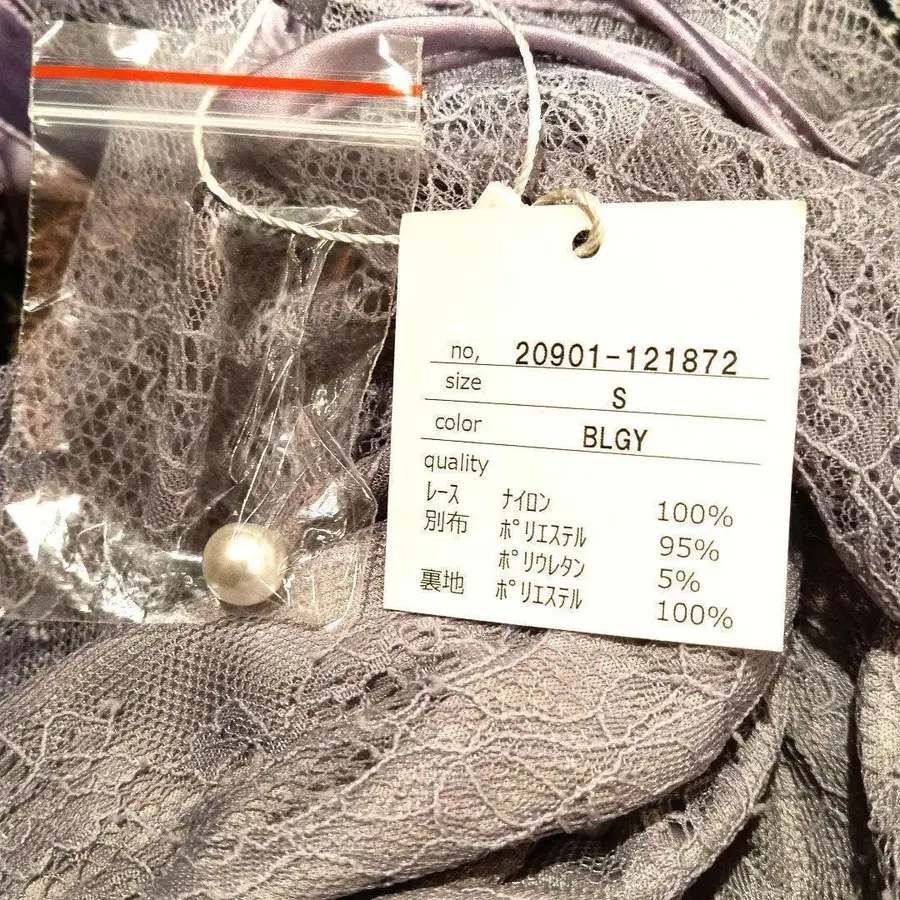 no, 20901-121872
size S
color BLGY
quality
レース ナイロン 100%
別布 ポリエステル 95%
ポリウレタン 5%
裏地 ポリエステル 100%